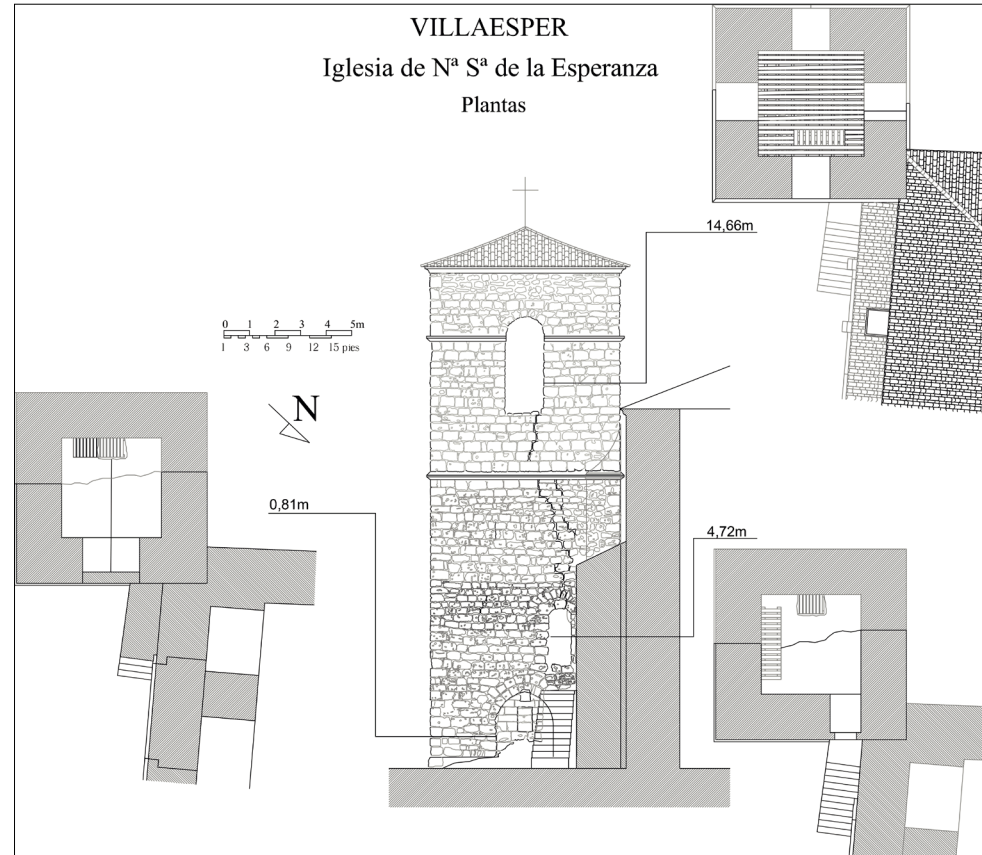 VILLAESPER
Iglesia de Nª Sª de la Esperanza
Plantas
14,66m
0 1 2 3 4 5m
1 3 6 9 12 15 pies
N
0,81m
4,72m